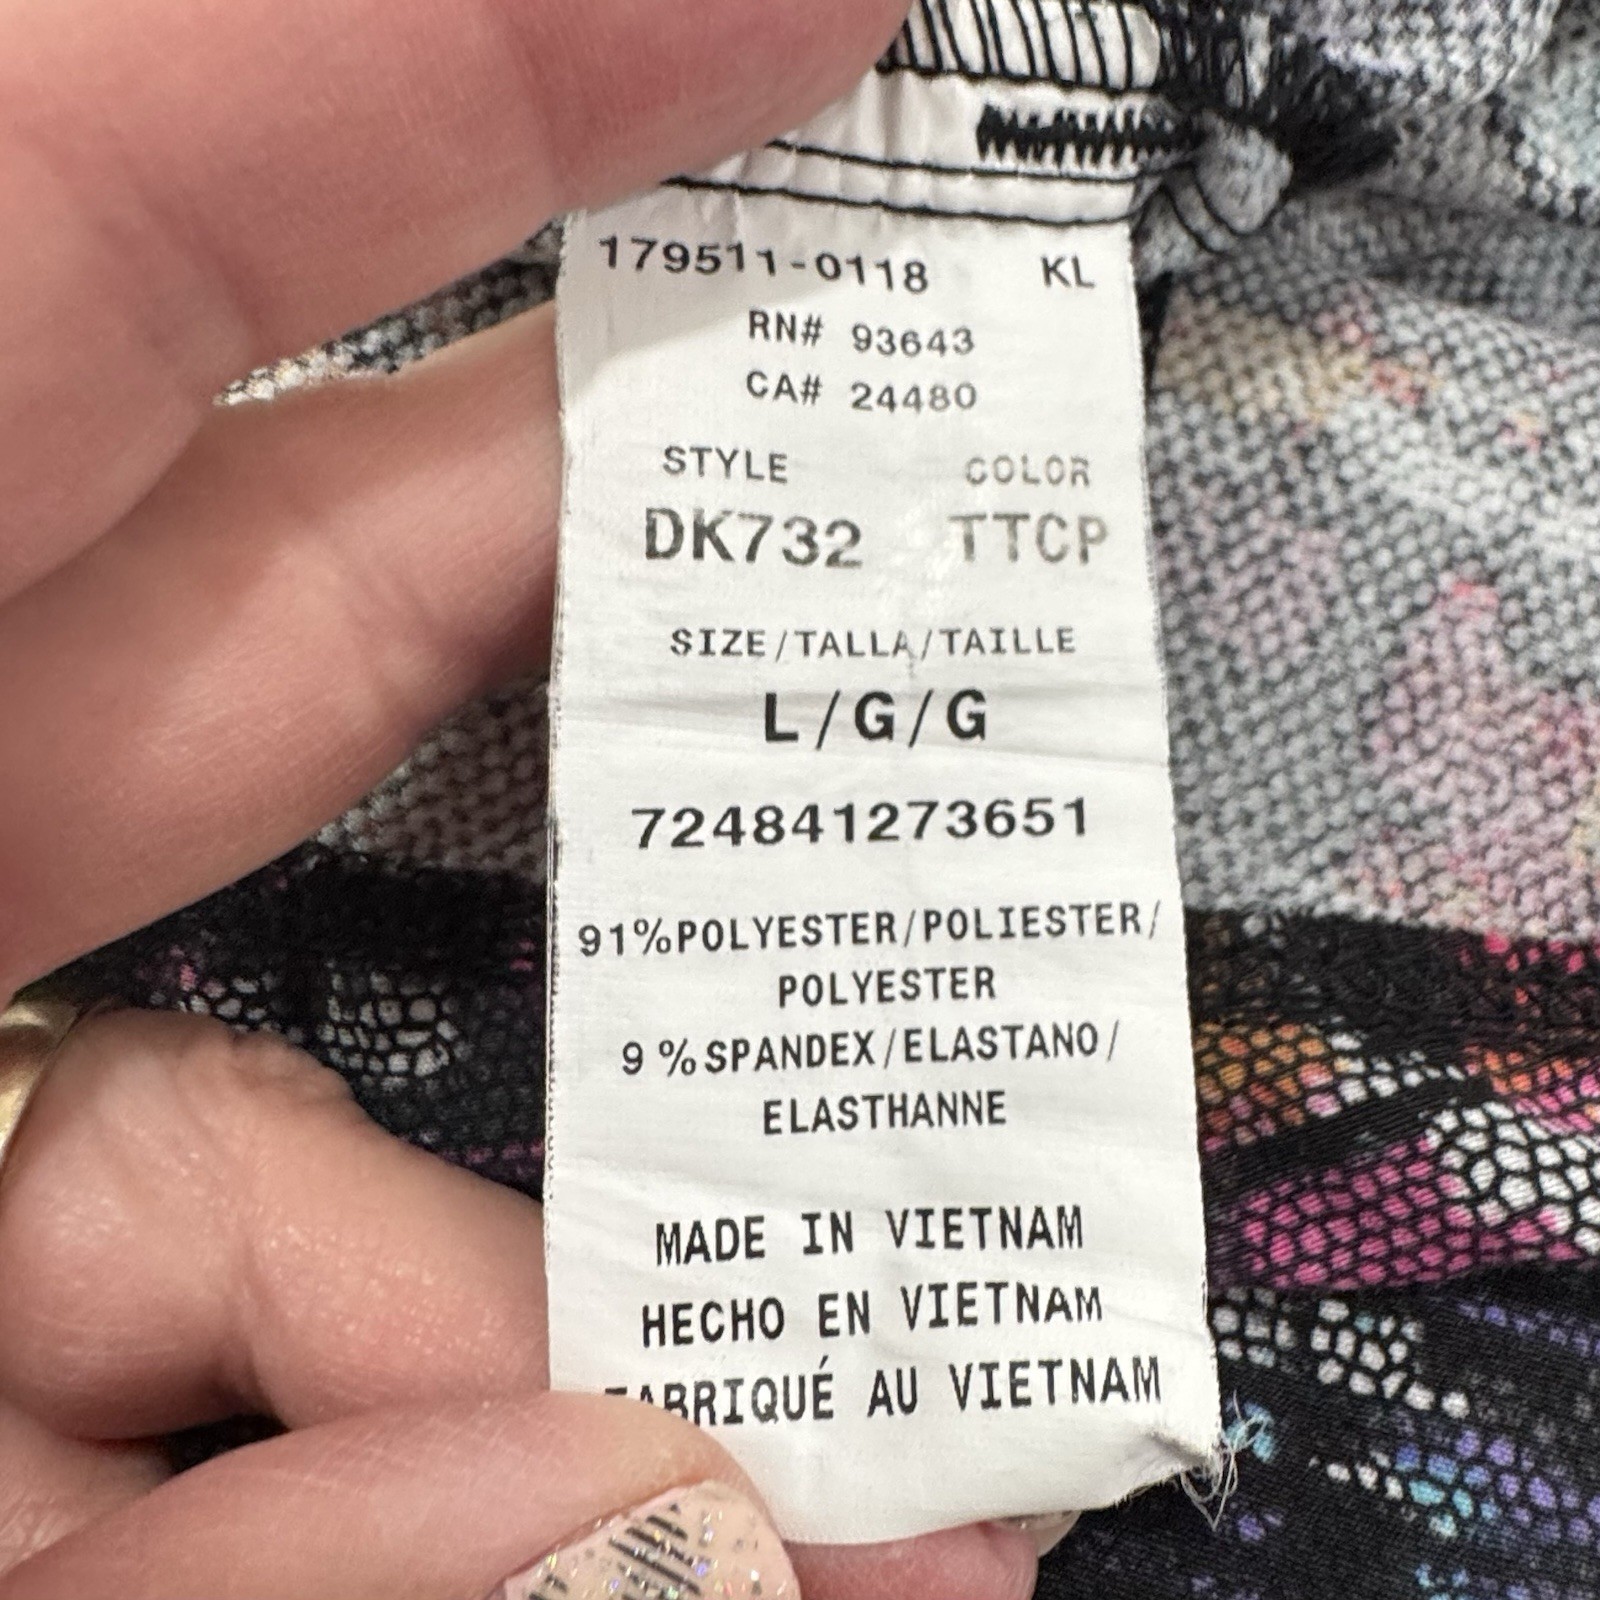 179511-0118 KL
RN# 93643
CA# 24480
STYLE COLOR
DK732 TTCP
SIZE/TALLA/TAILLE
L/G/G
724841273651
91%POLYESTER/POLIESTER/
POLYESTER
9 %SPANDEX/ELASTANO/
ELASTHANNE
MADE IN VIETNAM
HECHO EN VIETNAM
FABRIQUÉ AU VIETNAM